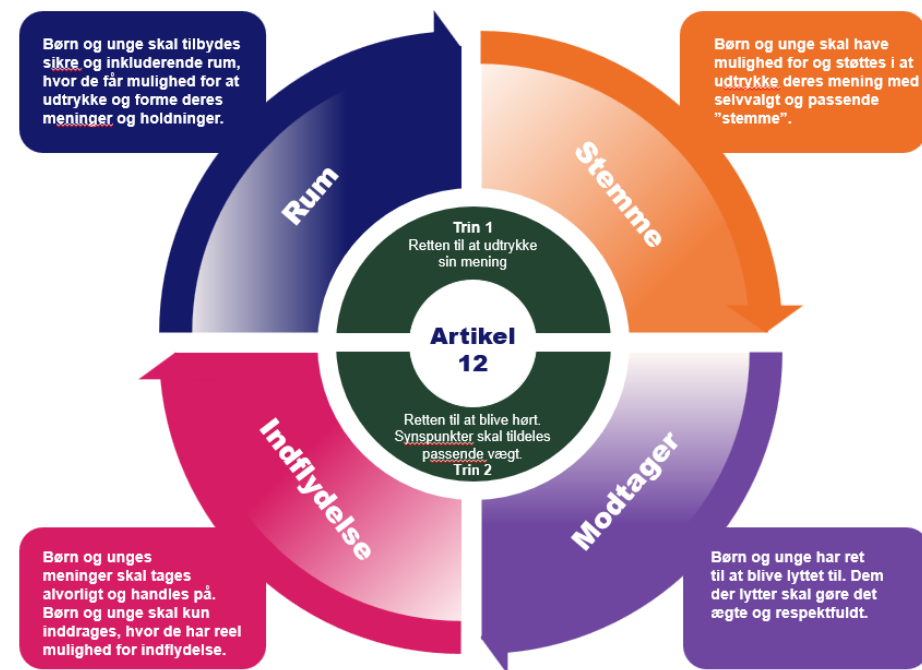 Børn og unge skal tilbydes
sikre og inkluderende rum,
hvor de får mulighed for at
udtrykke og forme deres
meninger og holdninger.
Børn og unge skal have
mulighed for og støttes i at
udtrykke deres mening med
selvvalgt og passende
”stemme”.
Rum
Stemme
Trin 1
Retten til at udtrykke
sin mening
Artikel
12
Retten til at blive hørt.
Synspunkter skal tildeles
passende vægt.
Trin 2
Indflydelse
Modtager
Børn og unges
meninger skal tages
alvorligt og handles på.
Børn og unge skal kun
inddrages, hvor de har reel
mulighed for indflydelse.
Børn og unge har ret
til at blive lyttet til. Dem
der lytter skal gøre det
ægte og respektfuldt.